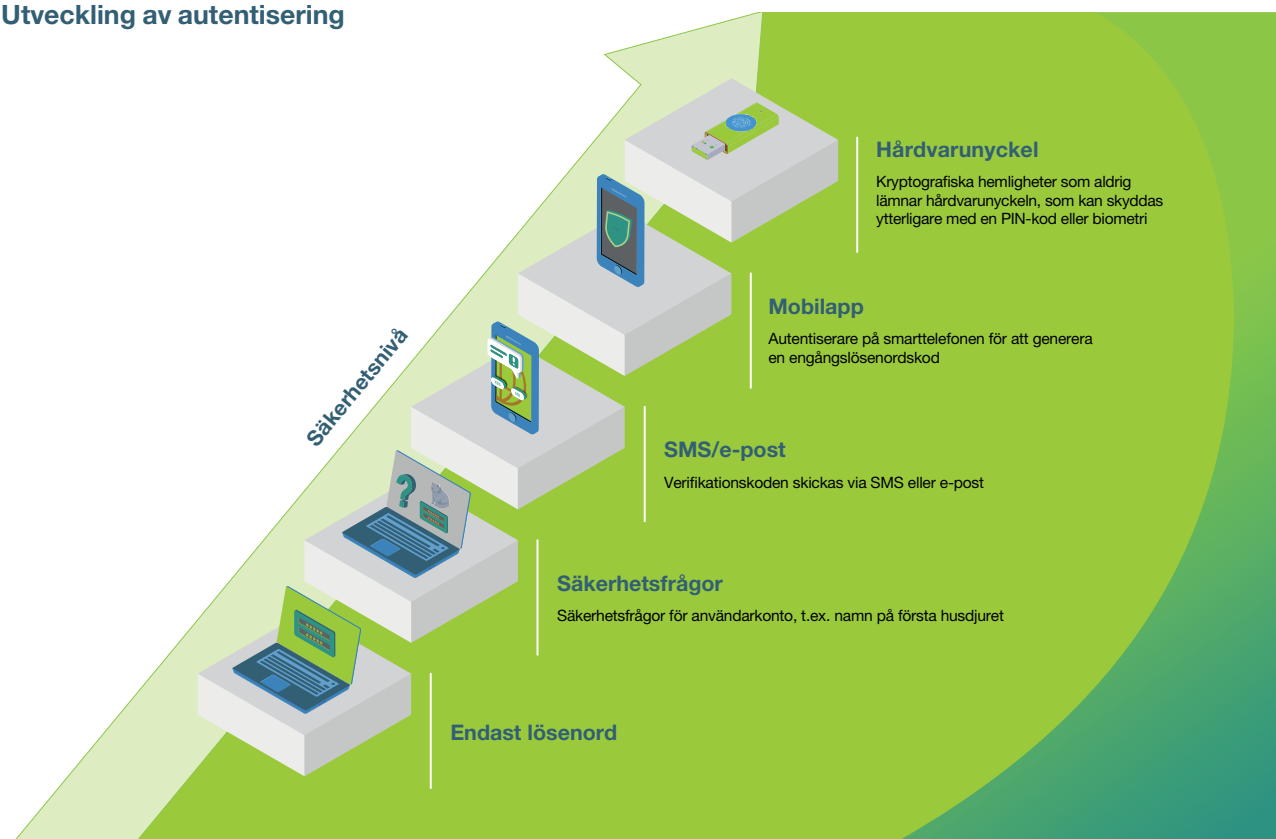 Utveckling av autentisering
Hårdvarunyckel
Kryptografiska hemligheter som aldrig
lämnar hårdvarunyckeln, som kan skyddas
ytterligare med en PIN-kod eller biometri
Mobilapp
Autentiserare på smarttelefonen för att generera
en engångslösenordskod
Säkerhetsnivå
SMS/e-post
Verifikationskoden skickas via SMS eller e-post
Säkerhetsfrågor
Säkerhetsfrågor för användarkonto, t.ex. namn på första husdjuret
Endast lösenord